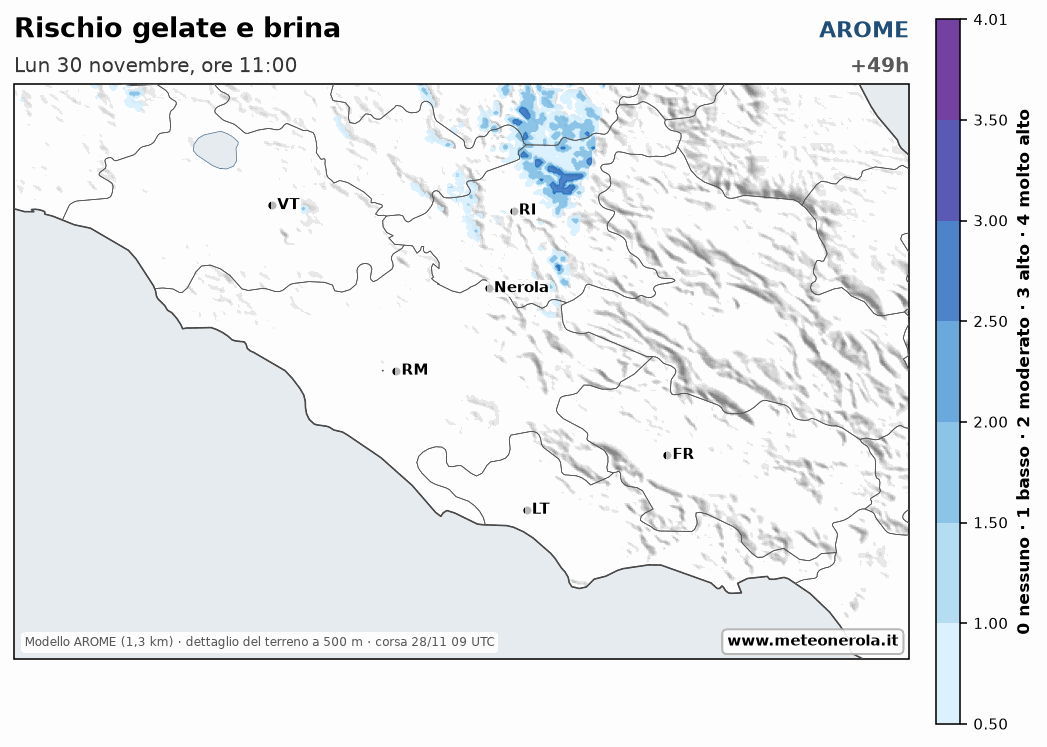 Rischio gelate e brina
AROME
Lun 30 novembre, ore 11:00
+49h
VT
RI
Nerola
RM
FR
LT
Modello AROME (1,3 km) · dettaglio del terreno a 500 m · corsa 28/11 09 UTC
www.meteonerola.it
4.01
3.50
3.00
2.50
2.00
1.50
1.00
0.50
0 nessuno · 1 basso · 2 moderato · 3 alto · 4 molto alto